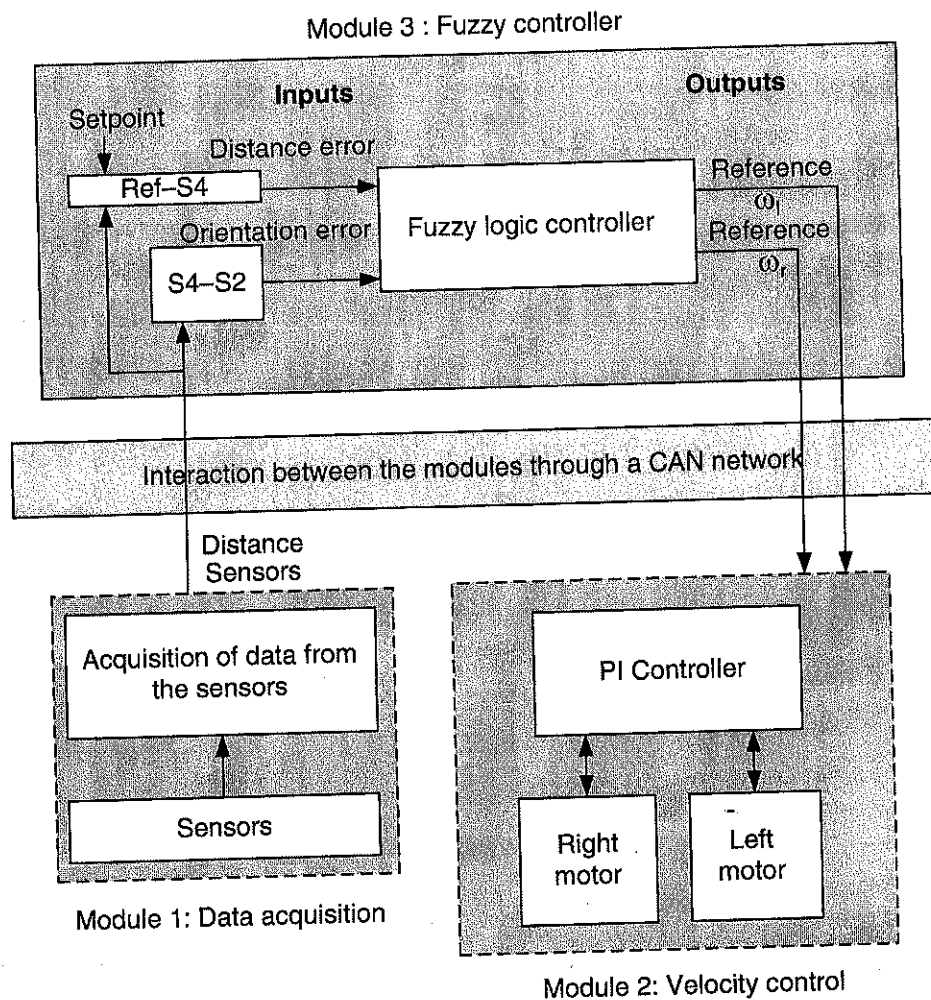 Module 3 : Fuzzy controller
Inputs
Outputs
Setpoint
Distance error
Ref–S4
Orientation error
S4–S2
Fuzzy logic controller
Reference
ωl
Reference
ωr
Interaction between the modules through a CAN network
Distance
Sensors
Acquisition of data from
the sensors
Sensors
Module 1: Data acquisition
PI Controller
Right
motor
Left
motor
Module 2: Velocity control